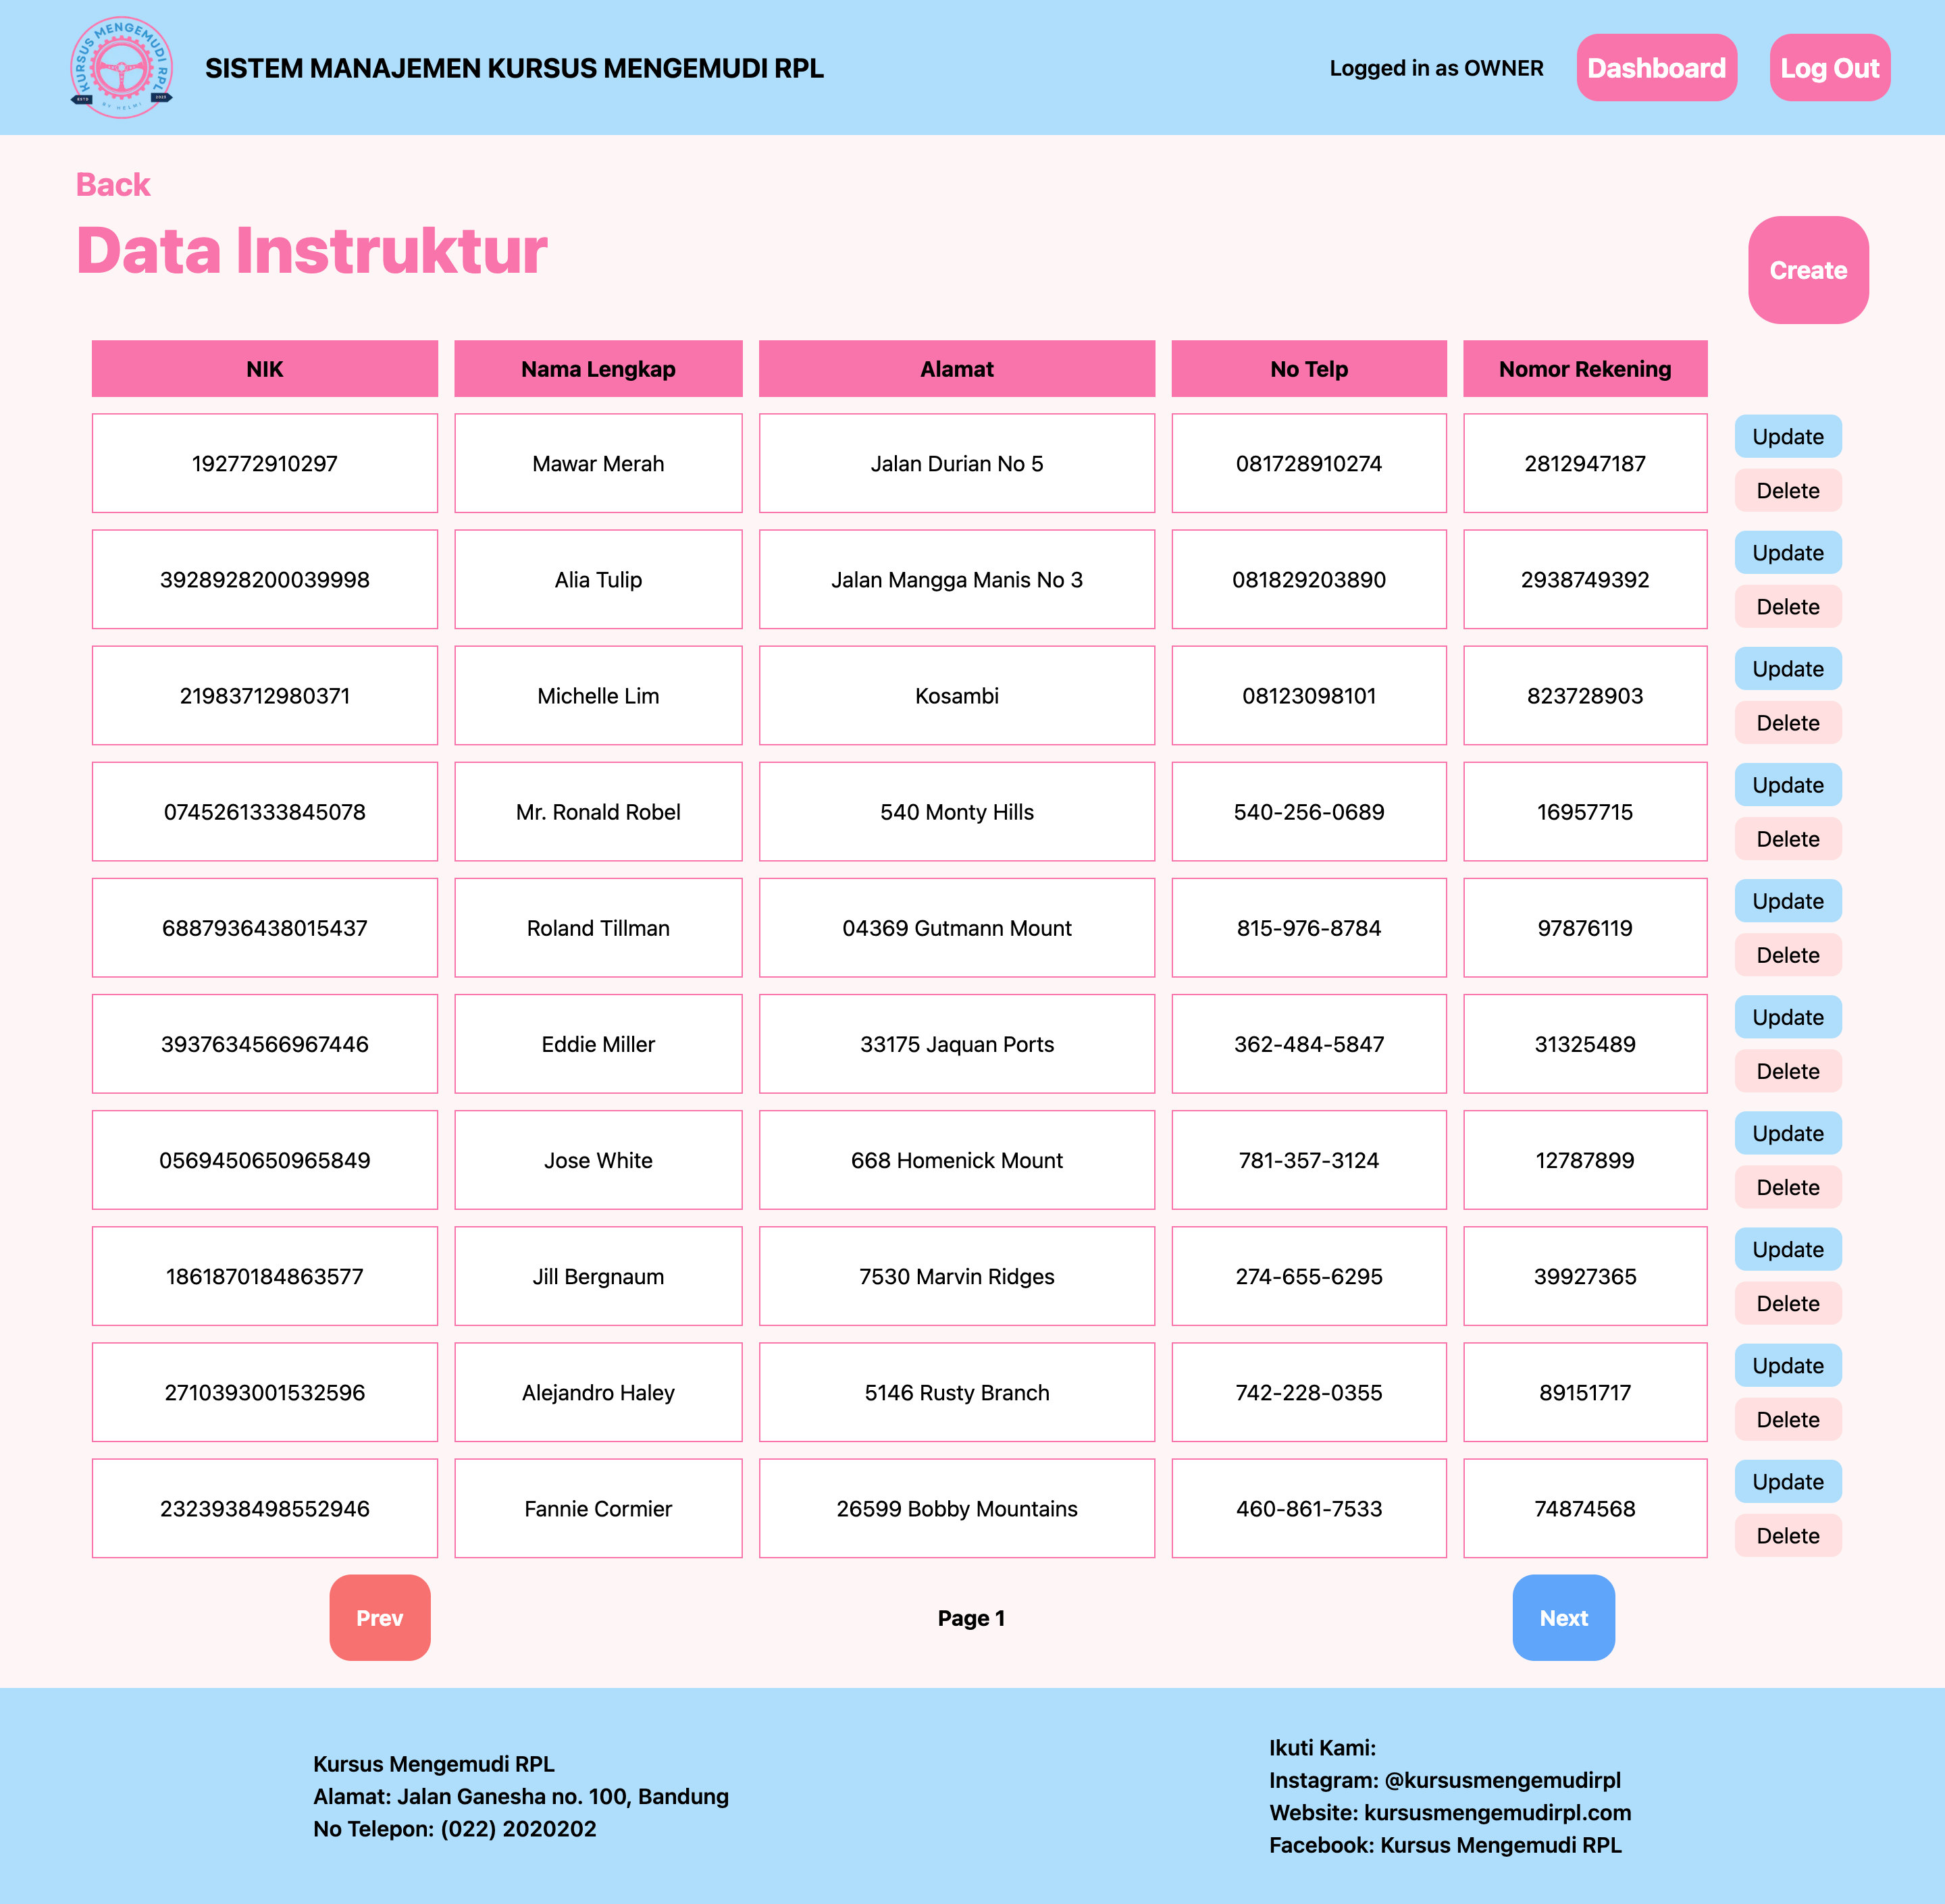 KURSUS MENGEMUDI RPL
ESTD
2023
BY HELMI
SISTEM MANAJEMEN KURSUS MENGEMUDI RPL
Logged in as OWNER
Dashboard
Log Out
Back
Data Instruktur
Create
NIK Nama Lengkap Alamat No Telp Nomor Rekening
192772910297 Mawar Merah Jalan Durian No 5 081728910274 2812947187 Update Delete
3928928200039998 Alia Tulip Jalan Mangga Manis No 3 081829203890 2938749392 Update Delete
21983712980371 Michelle Lim Kosambi 08123098101 823728903 Update Delete
0745261333845078 Mr. Ronald Robel 540 Monty Hills 540-256-0689 16957715 Update Delete
6887936438015437 Roland Tillman 04369 Gutmann Mount 815-976-8784 97876119 Update Delete
3937634566967446 Eddie Miller 33175 Jaquan Ports 362-484-5847 31325489 Update Delete
0569450650965849 Jose White 668 Homenick Mount 781-357-3124 12787899 Update Delete
1861870184863577 Jill Bergnaum 7530 Marvin Ridges 274-655-6295 39927365 Update Delete
2710393001532596 Alejandro Haley 5146 Rusty Branch 742-228-0355 89151717 Update Delete
2323938498552946 Fannie Cormier 26599 Bobby Mountains 460-861-7533 74874568 Update Delete
Prev
Page 1
Next
Kursus Mengemudi RPL
Alamat: Jalan Ganesha no. 100, Bandung
No Telepon: (022) 2020202
Ikuti Kami:
Instagram: @kursusmengemudirpl
Website: kursusmengemudirpl.com
Facebook: Kursus Mengemudi RPL